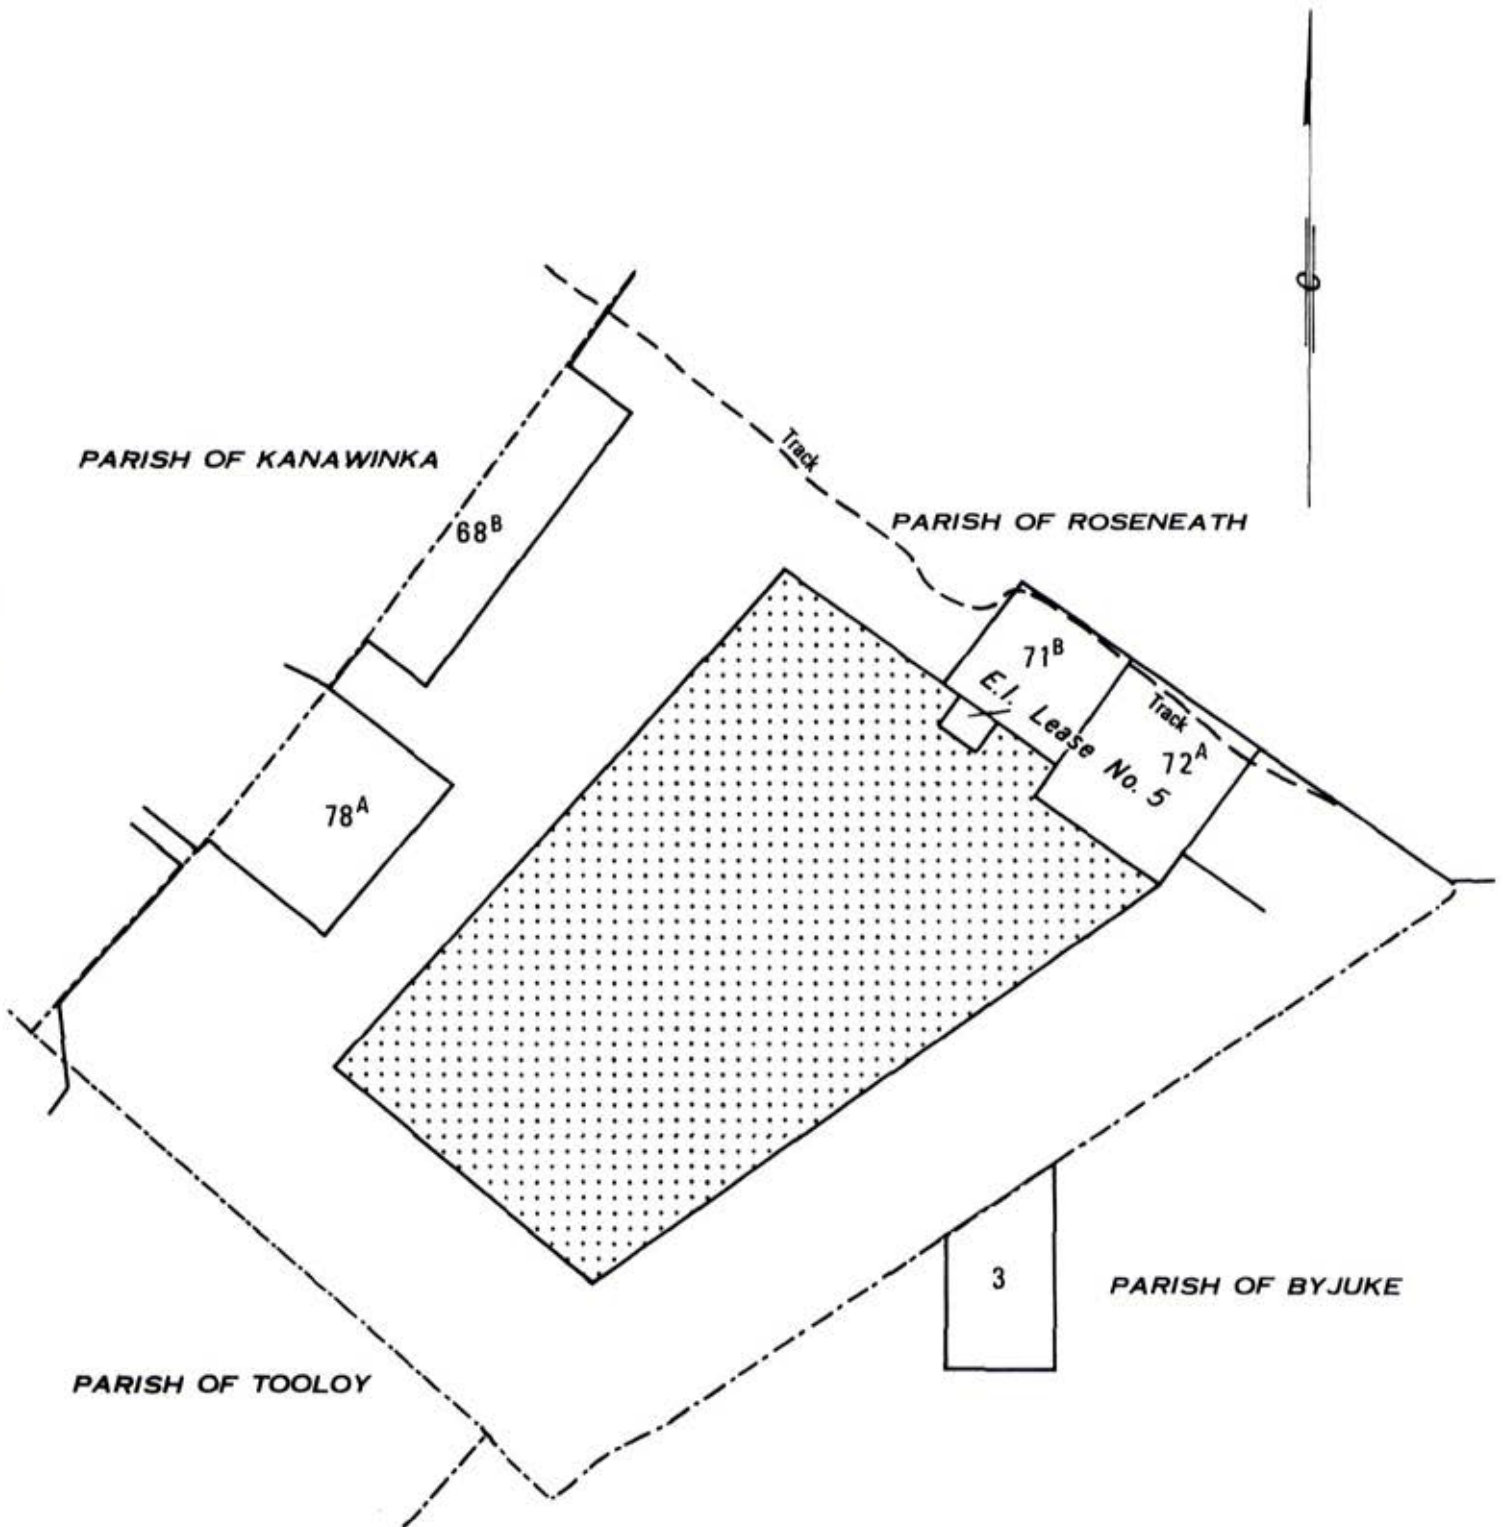 PARISH OF KANAWINKA
Track
PARISH OF ROSENEATH
68B
71B
E.I. Lease No. 5
Track
72A
78A
3
PARISH OF BYJUKE
PARISH OF TOOLOY